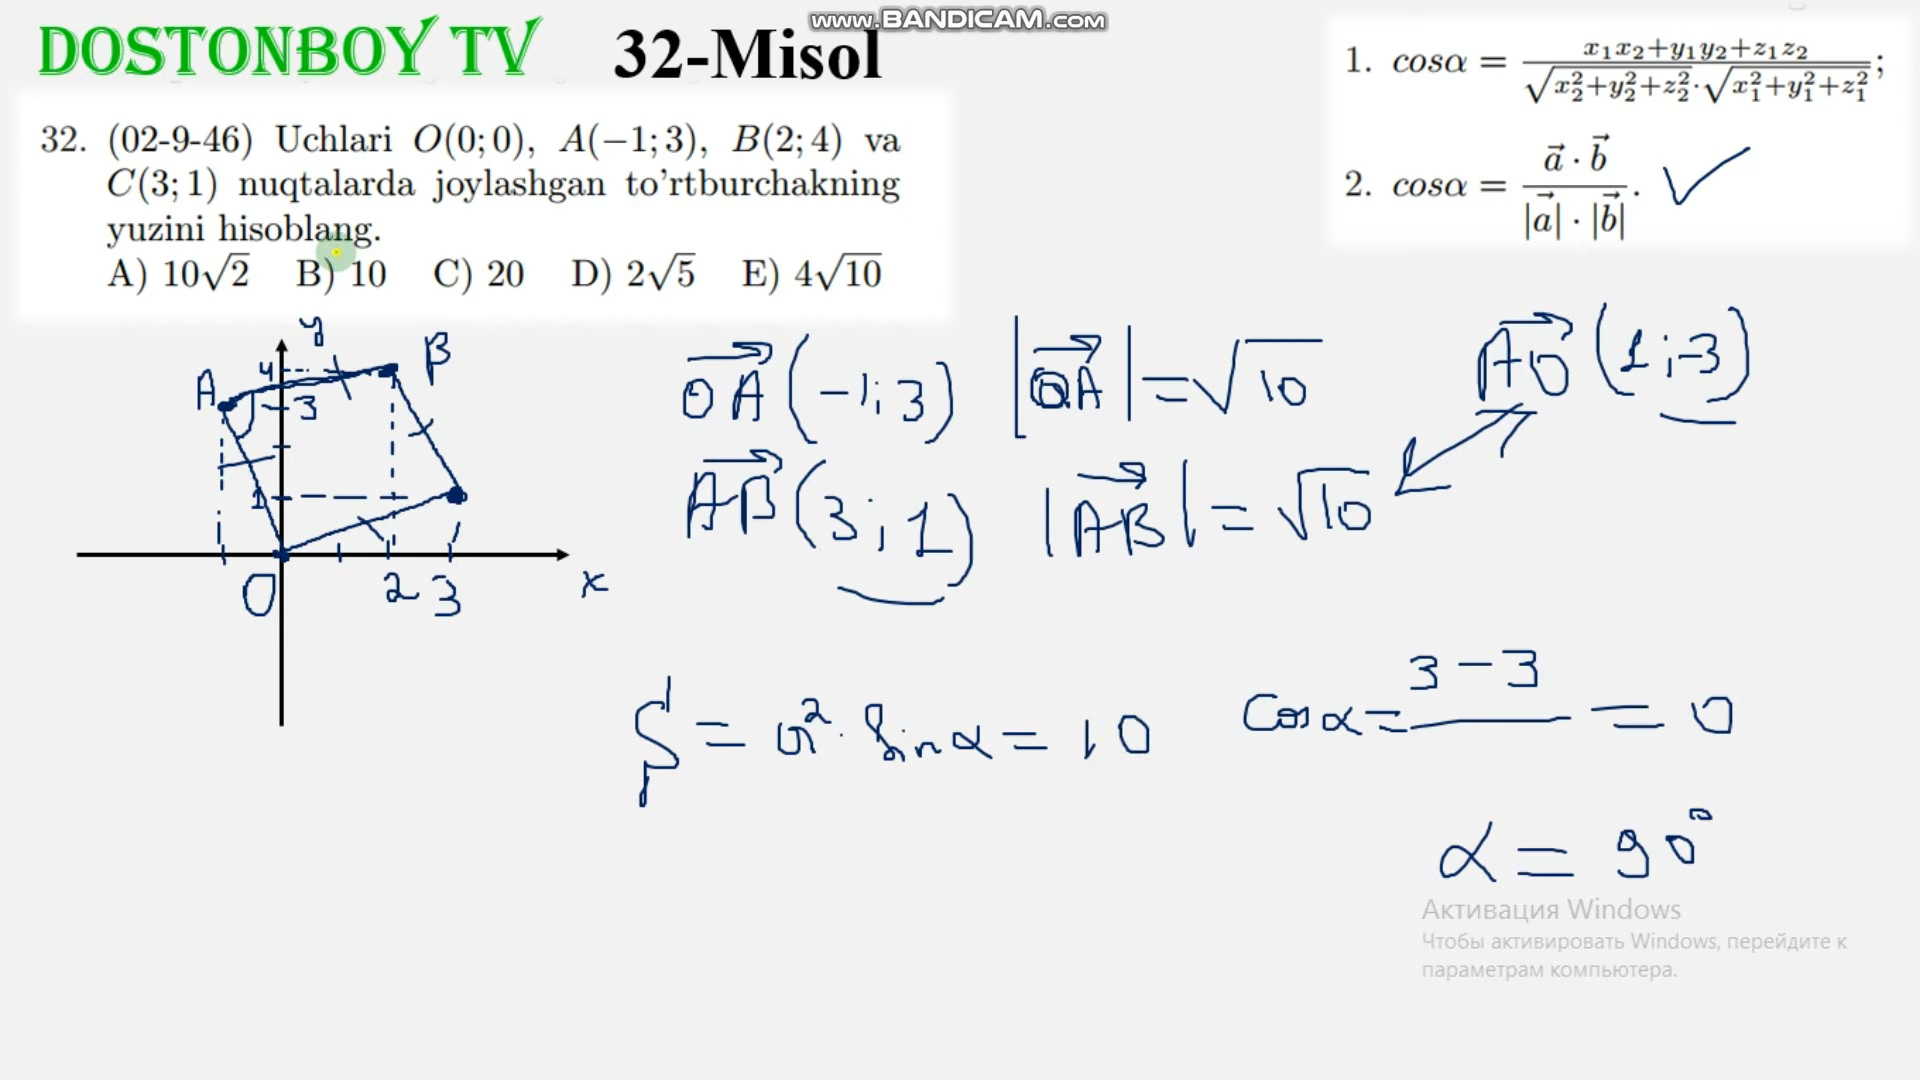 www.BANDICAM.com
DOSTONBOY TV
32-Misol
32. (02-9-46) Uchlari O(0; 0), A(−1; 3), B(2; 4) va
C(3; 1) nuqtalarda joylashgan to'rtburchakning
yuzini hisoblang.
A) 10√2 B) 10 C) 20 D) 2√5 E) 4√10
1. cosα = (x₁x₂+y₁y₂+z₁z₂)/(√(x₂²+y₂²+z₂²)·√(x₁²+y₁²+z₁²));
2. cosα = (a⃗ · b⃗)/(|a⃗| · |b⃗|). ✓
y
4 B
A 3
1
O 2 3 x
OA⃗ (−1; 3) |OA⃗| = √10 AO⃗ (1; −3)
AB⃗ (3; 1) |AB⃗| = √10
cosα = 3 − 3 = 0
S = a² · sinα = 10
α = 90°
Активация Windows
Чтобы активировать Windows, перейдите к
параметрам компьютера.